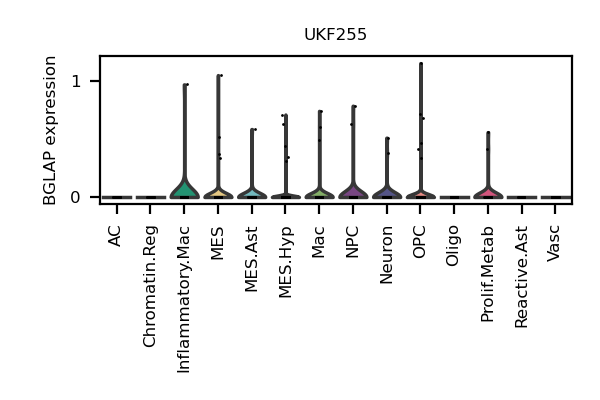 UKF255
BGLAP expression
1
0
AC
Chromatin.Reg
Inflammatory.Mac
MES
MES.Ast
MES.Hyp
Mac
NPC
Neuron
OPC
Oligo
Prolif.Metab
Reactive.Ast
Vasc